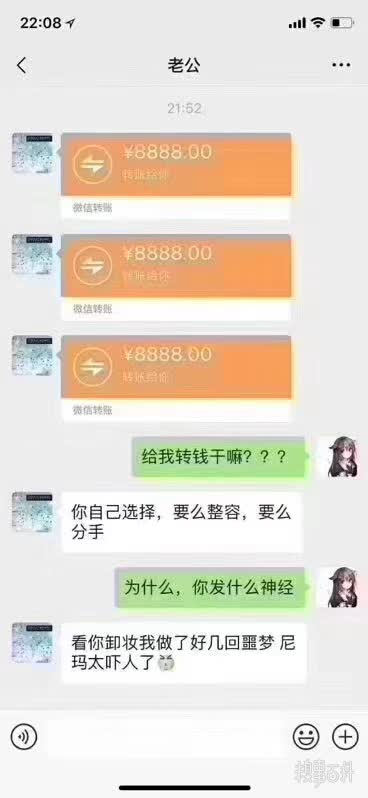 22:08
老公
21:52
¥8888.00
转账给你
微信转账
¥8888.00
转账给你
微信转账
¥8888.00
转账给你
微信转账
给我转钱干嘛？？？
你自己选择，要么整容，要么
分手
为什么，你发什么神经
看你卸妆我做了好几回噩梦 尼
玛太吓人了